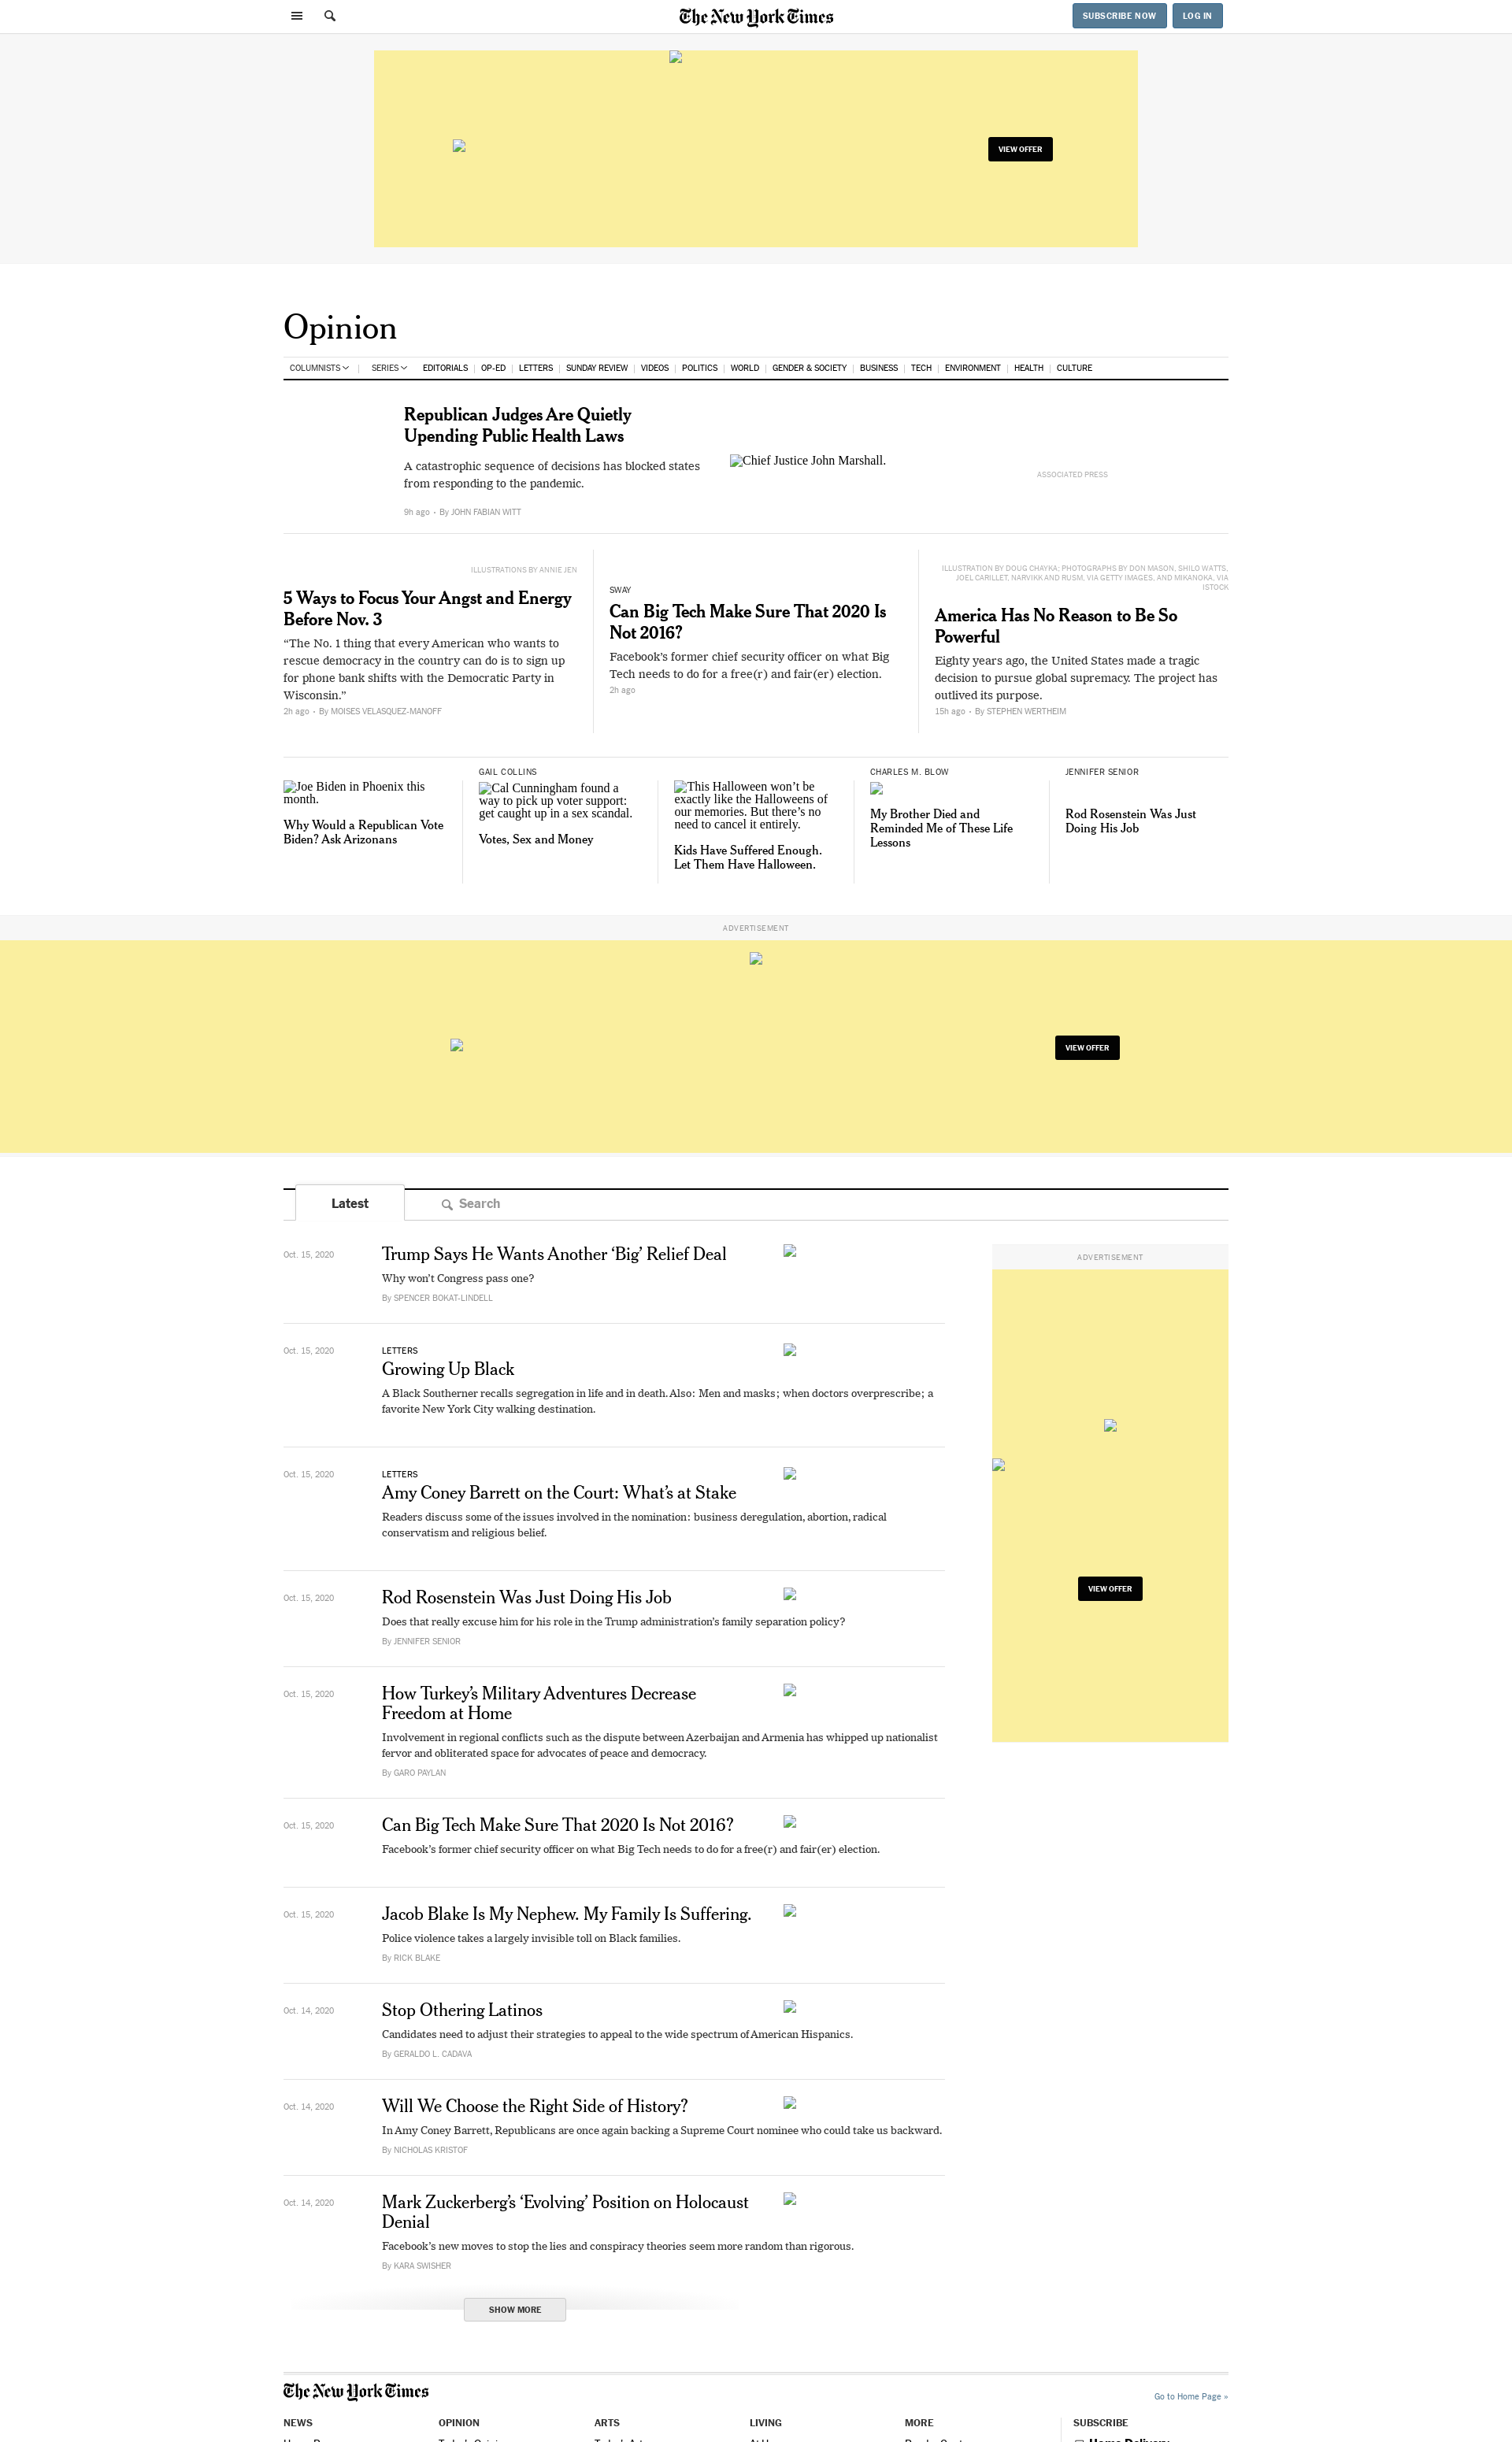 The New York Times
SUBSCRIBE NOW
LOG IN
VIEW OFFER
Opinion
COLUMNISTS
SERIES
EDITORIALS
OP-ED
LETTERS
SUNDAY REVIEW
VIDEOS
POLITICS
WORLD
GENDER & SOCIETY
BUSINESS
TECH
ENVIRONMENT
HEALTH
CULTURE
Republican Judges Are Quietly
Upending Public Health Laws
A catastrophic sequence of decisions has blocked states
from responding to the pandemic.
9h ago • By JOHN FABIAN WITT
Chief Justice John Marshall.
ASSOCIATED PRESS
ILLUSTRATIONS BY ANNIE JEN
5 Ways to Focus Your Angst and Energy
Before Nov. 3
“The No. 1 thing that every American who wants to
rescue democracy in the country can do is to sign up
for phone bank shifts with the Democratic Party in
Wisconsin.”
2h ago • By MOISES VELASQUEZ-MANOFF
SWAY
Can Big Tech Make Sure That 2020 Is
Not 2016?
Facebook’s former chief security officer on what Big
Tech needs to do for a free(r) and fair(er) election.
2h ago
ILLUSTRATION BY DOUG CHAYKA; PHOTOGRAPHS BY DON MASON, SHILO WATTS,
JOEL CARILLET, NARVIKK AND RUSM, VIA GETTY IMAGES. AND MIKANOKA, VIA
ISTOCK
America Has No Reason to Be So
Powerful
Eighty years ago, the United States made a tragic
decision to pursue global supremacy. The project has
outlived its purpose.
15h ago • By STEPHEN WERTHEIM
Joe Biden in Phoenix this
month.
Why Would a Republican Vote
Biden? Ask Arizonans
GAIL COLLINS
Cal Cunningham found a
way to pick up voter support:
get caught up in a sex scandal.
Votes, Sex and Money
This Halloween won’t be
exactly like the Halloweens of
our memories. But there’s no
need to cancel it entirely.
Kids Have Suffered Enough.
Let Them Have Halloween.
CHARLES M. BLOW
My Brother Died and
Reminded Me of These Life
Lessons
JENNIFER SENIOR
Rod Rosenstein Was Just
Doing His Job
ADVERTISEMENT
VIEW OFFER
Latest
Search
Oct. 15, 2020
Trump Says He Wants Another ‘Big’ Relief Deal
Why won’t Congress pass one?
By SPENCER BOKAT-LINDELL
ADVERTISEMENT
VIEW OFFER
Oct. 15, 2020
LETTERS
Growing Up Black
A Black Southerner recalls segregation in life and in death. Also: Men and masks; when doctors overprescribe; a
favorite New York City walking destination.
Oct. 15, 2020
LETTERS
Amy Coney Barrett on the Court: What’s at Stake
Readers discuss some of the issues involved in the nomination: business deregulation, abortion, radical
conservatism and religious belief.
Oct. 15, 2020
Rod Rosenstein Was Just Doing His Job
Does that really excuse him for his role in the Trump administration’s family separation policy?
By JENNIFER SENIOR
Oct. 15, 2020
How Turkey’s Military Adventures Decrease
Freedom at Home
Involvement in regional conflicts such as the dispute between Azerbaijan and Armenia has whipped up nationalist
fervor and obliterated space for advocates of peace and democracy.
By GARO PAYLAN
Oct. 15, 2020
Can Big Tech Make Sure That 2020 Is Not 2016?
Facebook’s former chief security officer on what Big Tech needs to do for a free(r) and fair(er) election.
Oct. 15, 2020
Jacob Blake Is My Nephew. My Family Is Suffering.
Police violence takes a largely invisible toll on Black families.
By RICK BLAKE
Oct. 14, 2020
Stop Othering Latinos
Candidates need to adjust their strategies to appeal to the wide spectrum of American Hispanics.
By GERALDO L. CADAVA
Oct. 14, 2020
Will We Choose the Right Side of History?
In Amy Coney Barrett, Republicans are once again backing a Supreme Court nominee who could take us backward.
By NICHOLAS KRISTOF
Oct. 14, 2020
Mark Zuckerberg’s ‘Evolving’ Position on Holocaust
Denial
Facebook’s new moves to stop the lies and conspiracy theories seem more random than rigorous.
By KARA SWISHER
SHOW MORE
The New York Times
Go to Home Page »
NEWS
OPINION
ARTS
LIVING
MORE
SUBSCRIBE